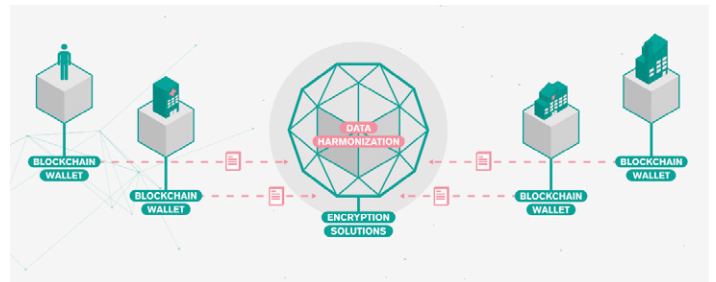 DATA
HARMONIZATION
BLOCKCHAIN
WALLET
BLOCKCHAIN
WALLET
ENCRYPTION
SOLUTIONS
BLOCKCHAIN
WALLET
BLOCKCHAIN
WALLET